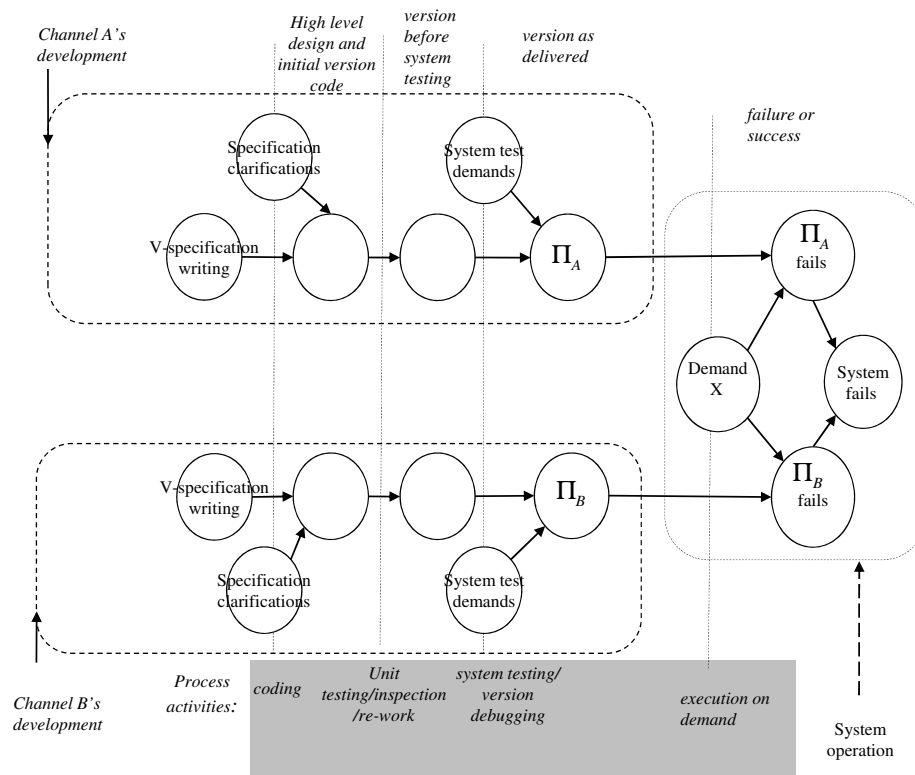 Channel A's
development
High level
design and
initial version
code
version
before
system
testing
version as
delivered
failure or
success
Specification
clarifications
System test
demands
V-specification
writing
Π_A
Π_A
fails
Demand
X
System
fails
V-specification
writing
Π_B
Π_B
fails
Specification
clarifications
System test
demands
Channel B's
development
Process
activities:
coding
Unit
testing/inspection
/re-work
system testing/
version
debugging
execution on
demand
System
operation